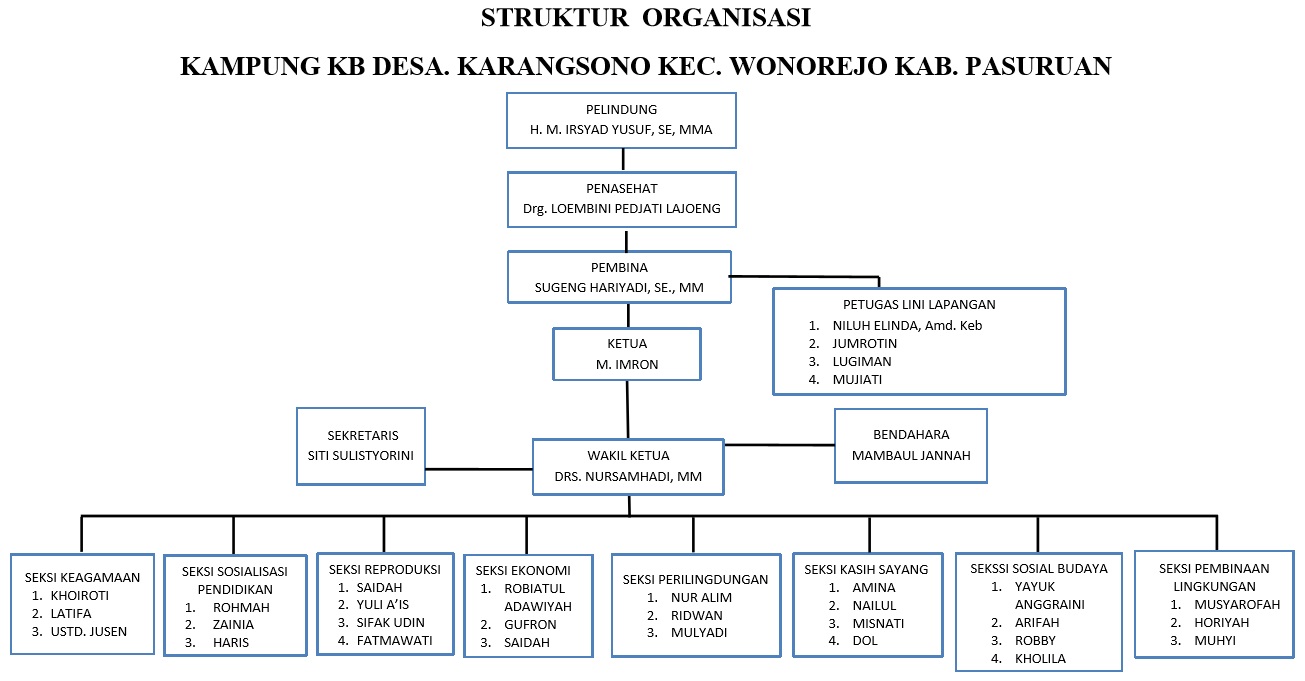 STRUKTUR ORGANISASI
KAMPUNG KB DESA. KARANGSONO KEC. WONOREJO KAB. PASURUAN
PELINDUNG
H. M. IRSYAD YUSUF, SE, MMA
PENASEHAT
Drg. LOEMBINI PEDJATI LAJOENG
PEMBINA
SUGENG HARIYADI, SE., MM
PETUGAS LINI LAPANGAN
1. NILUH ELINDA, Amd. Keb
2. JUMROTIN
3. LUGIMAN
4. MUJIATI
KETUA
M. IMRON
SEKRETARIS
SITI SULISTYORINI
WAKIL KETUA
DRS. NURSAMHADI, MM
BENDAHARA
MAMBAUL JANNAH
SEKSI KEAGAMAAN
1. KHOIROTI
2. LATIFA
3. USTD. JUSEN
SEKSI SOSIALISASI
PENDIDIKAN
1. ROHMAH
2. ZAINIA
3. HARIS
SEKSI REPRODUKSI
1. SAIDAH
2. YULI A’IS
3. SIFAK UDIN
4. FATMAWATI
SEKSI EKONOMI
1. ROBIATUL
ADAWIYAH
2. GUFRON
3. SAIDAH
SEKSI PERILINGDUNGAN
1. NUR ALIM
2. RIDWAN
3. MULYADI
SEKSI KASIH SAYANG
1. AMINA
2. NAILUL
3. MISNATI
4. DOL
SEKSSI SOSIAL BUDAYA
1. YAYUK
ANGGRAINI
2. ARIFAH
3. ROBBY
4. KHOLILA
SEKSI PEMBINAAN
LINGKUNGAN
1. MUSYAROFAH
2. HORIYAH
3. MUHYI